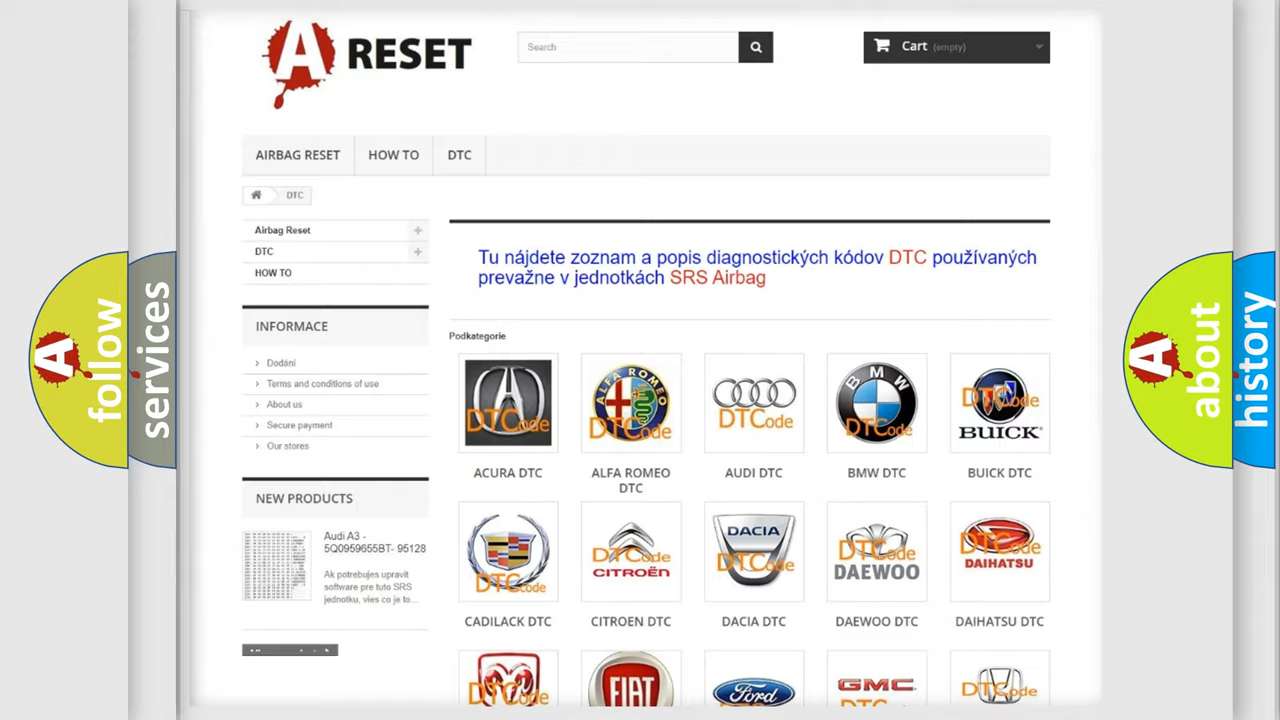 A RESET
Search
Cart (empty)
AIRBAG RESET
HOW TO
DTC
DTC
Airbag Reset
DTC
HOW TO
Tu nájdete zoznam a popis diagnostických kódov DTC používaných
prevažne v jednotkách SRS Airbag
INFORMACE
Dodání
Terms and conditions of use
About us
Secure payment
Our stores
NEW PRODUCTS
Audi A3 -
5Q0959655BT- 95128
Ak potrebujes upravit
software pre tuto SRS
jednotku, vies co je to...
Podkategorie
DTCode
ALFA ROMEO
DTCode
DTCode
BMW
DTCode
DTCode
BUICK
ACURA DTC
ALFA ROMEO
DTC
AUDI DTC
BMW DTC
BUICK DTC
DTCode
DTCode
CITROËN
DACIA
DTCode
DTCode
DAEWOO
DTCode
DAIHATSU
CADILACK DTC
CITROEN DTC
DACIA DTC
DAEWOO DTC
DAIHATSU DTC
DTCode
FIAT
Ford
GMC
DTCode
A follow
services
A about
history